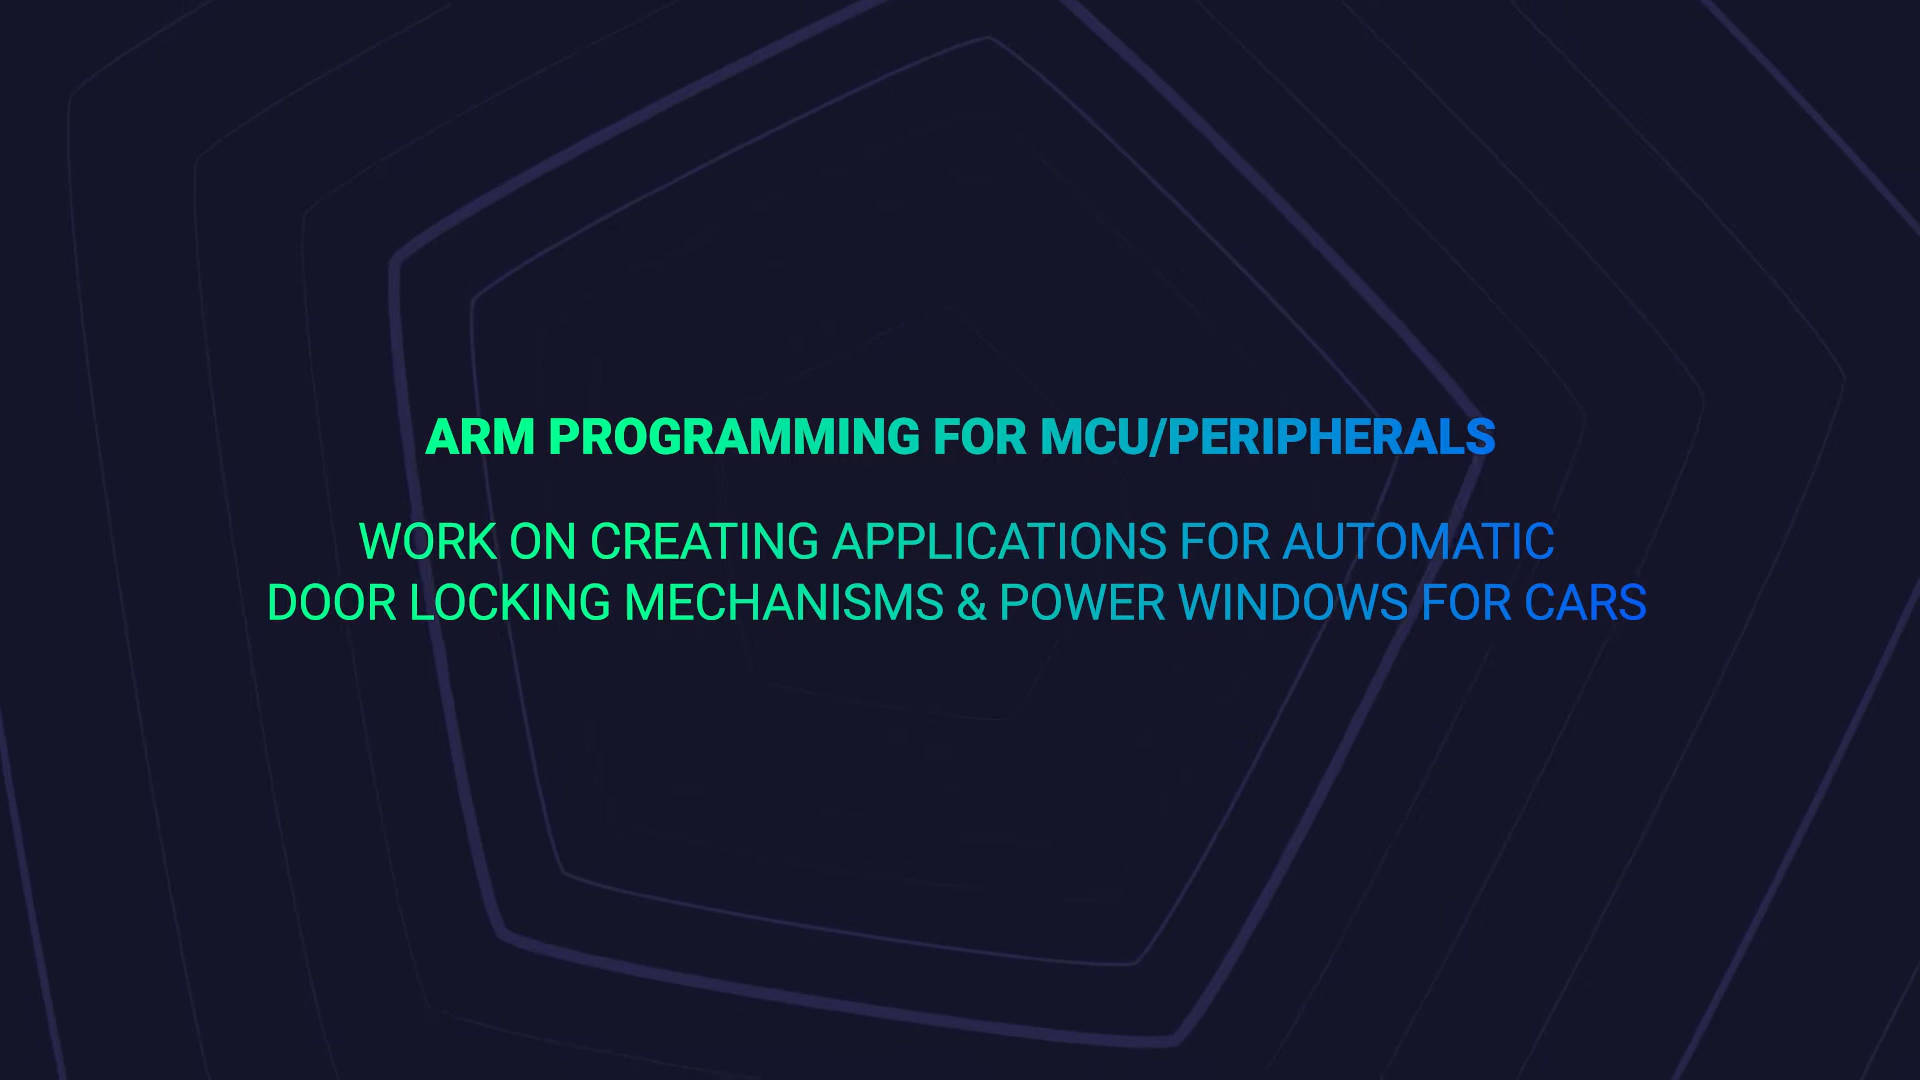 ARM PROGRAMMING FOR MCU/PERIPHERALS
WORK ON CREATING APPLICATIONS FOR AUTOMATIC
DOOR LOCKING MECHANISMS & POWER WINDOWS FOR CARS